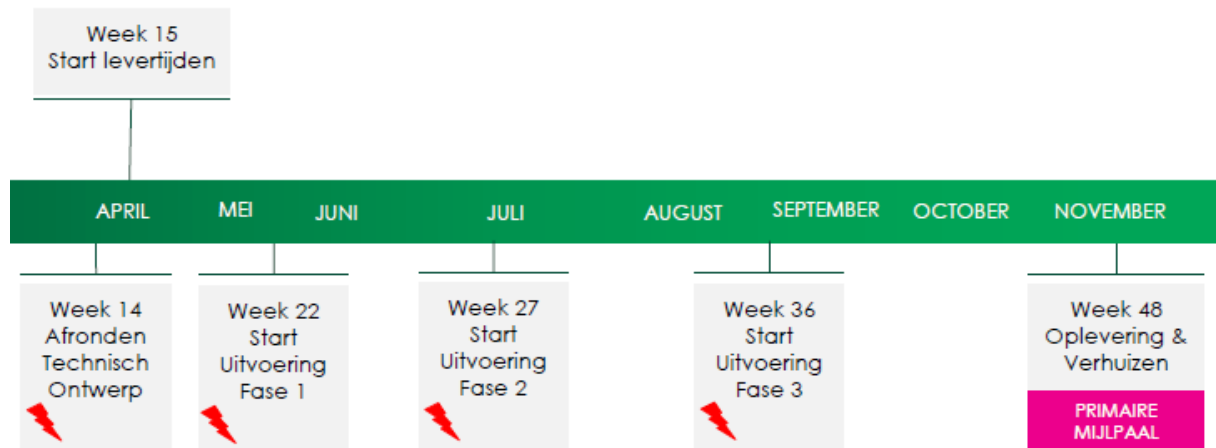 Week 15
Start levertijden
APRIL MEI JUNI JULI AUGUST SEPTEMBER OCTOBER NOVEMBER
Week 14
Afronden
Technisch
Ontwerp
Week 22
Start
Uitvoering
Fase 1
Week 27
Start
Uitvoering
Fase 2
Week 36
Start
Uitvoering
Fase 3
Week 48
Oplevering &
Verhuizen
PRIMAIRE
MIJLPAAL